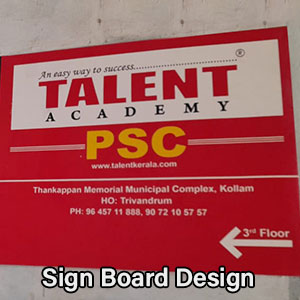 An easy way to success.......
TALENT®
ACADEMY
PSC
www.talentkerala.com
Thankappan Memorial Municipal Complex, Kollam
HO: Trivandrum
PH: 96 457 11 888, 90 72 10 57 57
3rd Floor
Sign Board Design